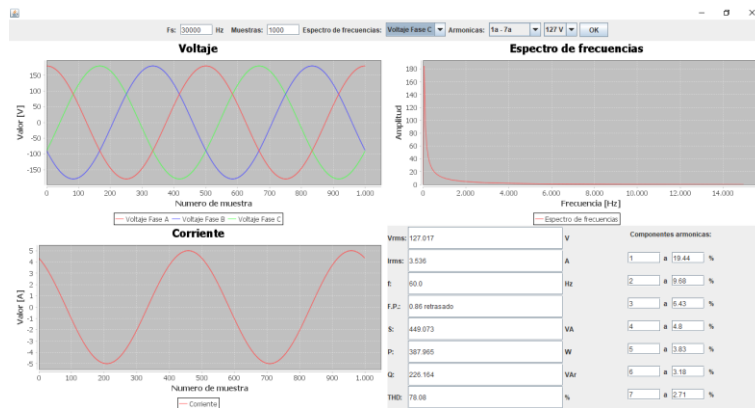 Fs: 30000 Hz Muestras: 1000 Espectro de frecuencias: Voltaje Fase C Armonicas: 1a - 7a 127 V OK
Voltaje
Valor [V]
150
100
50
0
-50
-100
-150
0 100 200 300 400 500 600 700 800 900 1.000
Numero de muestra
Voltaje Fase A Voltaje Fase B Voltaje Fase C
Espectro de frecuencias
Amplitud
180
160
140
120
100
80
60
40
20
0
0 2.000 4.000 6.000 8.000 10.000 12.000 14.000
Frecuencia [Hz]
Espectro de frecuencias
Corriente
Valor [A]
5
4
3
2
1
0
-1
-2
-3
-4
-5
0 100 200 300 400 500 600 700 800 900 1.000
Numero de muestra
Corriente
Vrms: 127.017 V
Irms: 3.536 A
f: 60.0 Hz
F.P.: 0.86 retrasado
S: 449.073 VA
P: 387.965 W
Q: 226.164 VAr
THD: 78.08 %
Componentes armonicas:
1 a 19.44 %
2 a 9.68 %
3 a 6.43 %
4 a 4.8 %
5 a 3.83 %
6 a 3.18 %
7 a 2.71 %